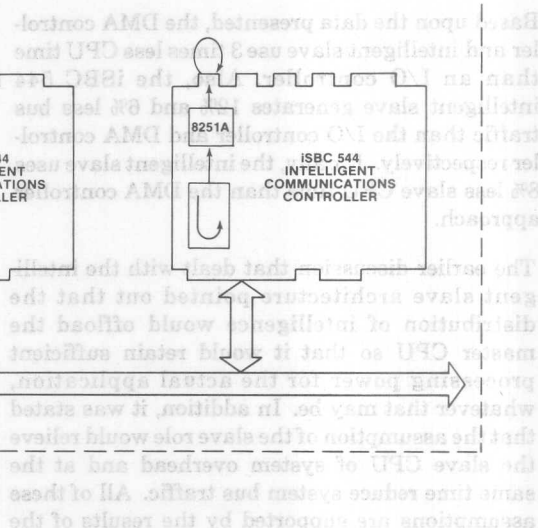 Based upon the data presented, the DMA control-
ler and intelligent slave use 3 times less CPU time
than an I/O controller. Also, the iSBC 544
intelligent slave generates 12% and 6% less bus
traffic than the I/O controller and DMA control-
ler respectively. the intelligent slave uses
8% less slave than the DMA controller
approach.
The earlier discussion that dealt with the intelli-
gent slave architecture pointed out that the
distribution of intelligence would offload the
master CPU so that it would retain sufficient
processing power for the actual application,
whatever that may be. In addition, it was stated
that the assumption of the slave role would relieve
the slave CPU of system overhead and at the
same time reduce system bus traffic. All of these
assumptions are supported by the results of the
44
ENT
ATIONS
LLER
8251A
iSBC 544
INTELLIGENT
COMMUNICATIONS
CONTROLLER